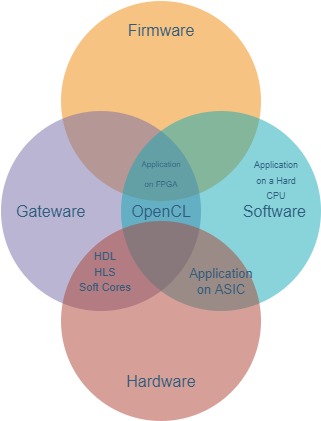 Firmware
Application
on FPGA
Application
on a Hard
CPU
Gateware
OpenCL
Software
HDL
HLS
Soft Cores
Application
on ASIC
Hardware